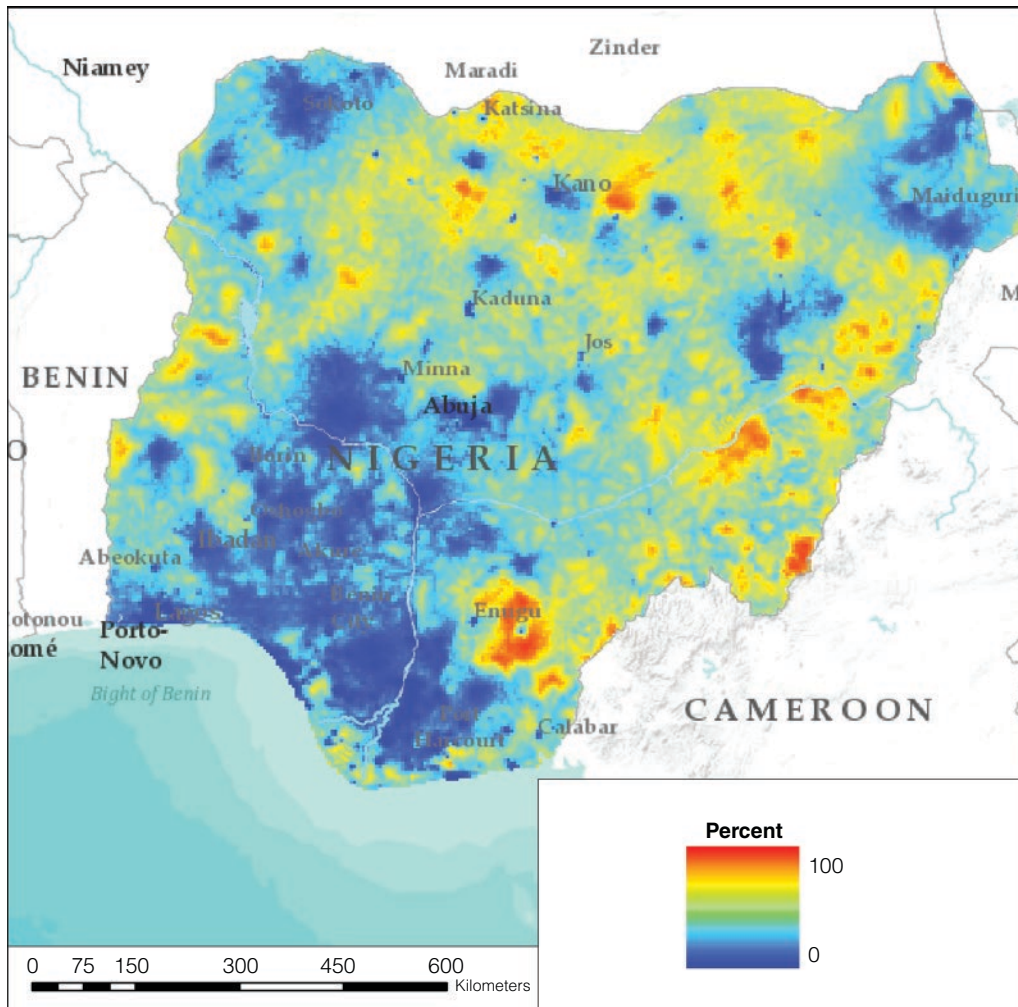 Zinder
Niamey
Maradi
Sokoto
Katsina
Kano
Maiduguri
Kaduna
M
Jos
BENIN
Minna
Abuja
O
Ilorin
NIGERIA
Oshogbo
Ibadan
Akure
Abeokuta
Benin
City
Enugu
Lagos
otonou
Porto-
Novo
omé
Bight of Benin
Port
Harcourt
Calabar
CAMEROON
Percent
100
0
0 75 150 300 450 600
Kilometers